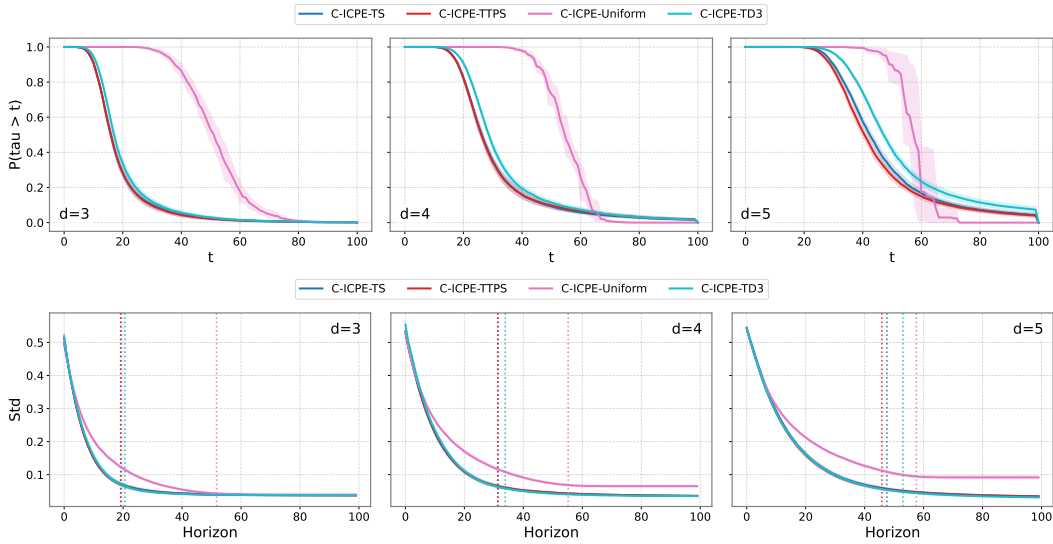 C-ICPE-TS C-ICPE-TTPS C-ICPE-Uniform C-ICPE-TD3
P(tau > t)
1.0
0.8
0.6
0.4
0.2
0.0
d=3
d=4
d=5
0 20 40 60 80 100
0 20 40 60 80 100
0 20 40 60 80 100
t
t
t
C-ICPE-TS C-ICPE-TTPS C-ICPE-Uniform C-ICPE-TD3
Std
0.5
0.4
0.3
0.2
0.1
d=3
d=4
d=5
0 20 40 60 80 100
0 20 40 60 80 100
0 20 40 60 80 100
Horizon
Horizon
Horizon